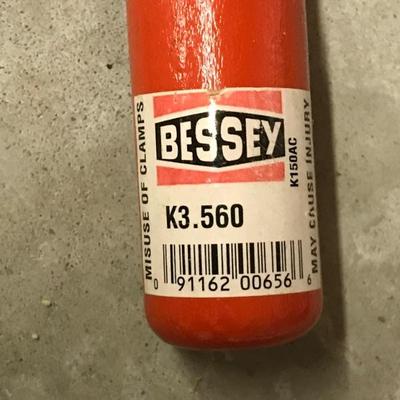 MISUSE OF CLAMPS
BESSEY
K150AC
K3.560
MAY CAUSE INJURY
0 91162 00656 6